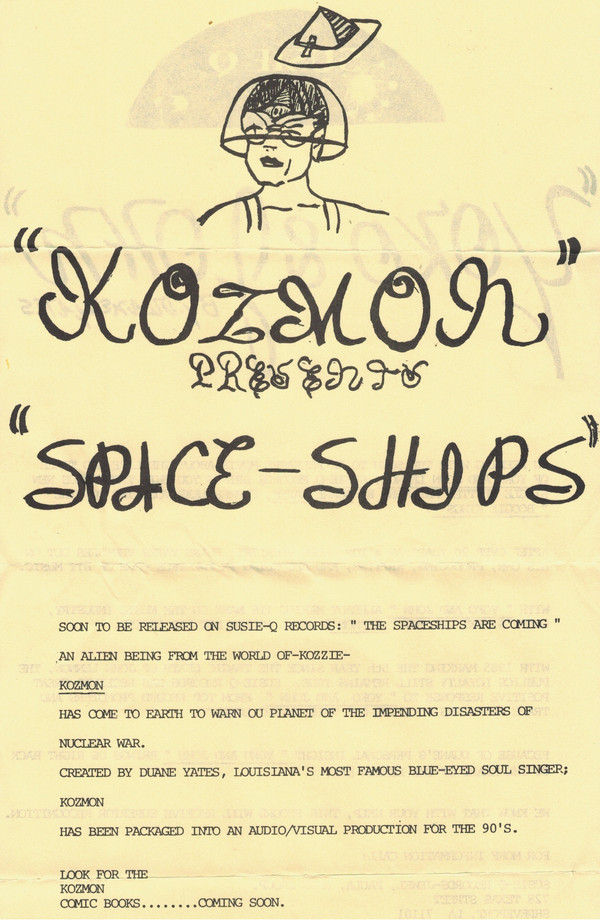 "KOZMON"
PRESENTS
"SPACE-SHIPS"
SOON TO BE RELEASED ON SUSIE-Q RECORDS: " THE SPACESHIPS ARE COMING "
AN ALIEN BEING FROM THE WORLD OF-KOZZIE-
KOZMON
HAS COME TO EARTH TO WARN OU PLANET OF THE IMPENDING DISASTERS OF
NUCLEAR WAR.
CREATED BY DUANE YATES, LOUISIANA'S MOST FAMOUS BLUE-EYED SOUL SINGER;
KOZMON
HAS BEEN PACKAGED INTO AN AUDIO/VISUAL PRODUCTION FOR THE 90'S.
LOOK FOR THE
KOZMON
COMIC BOOKS........COMING SOON.